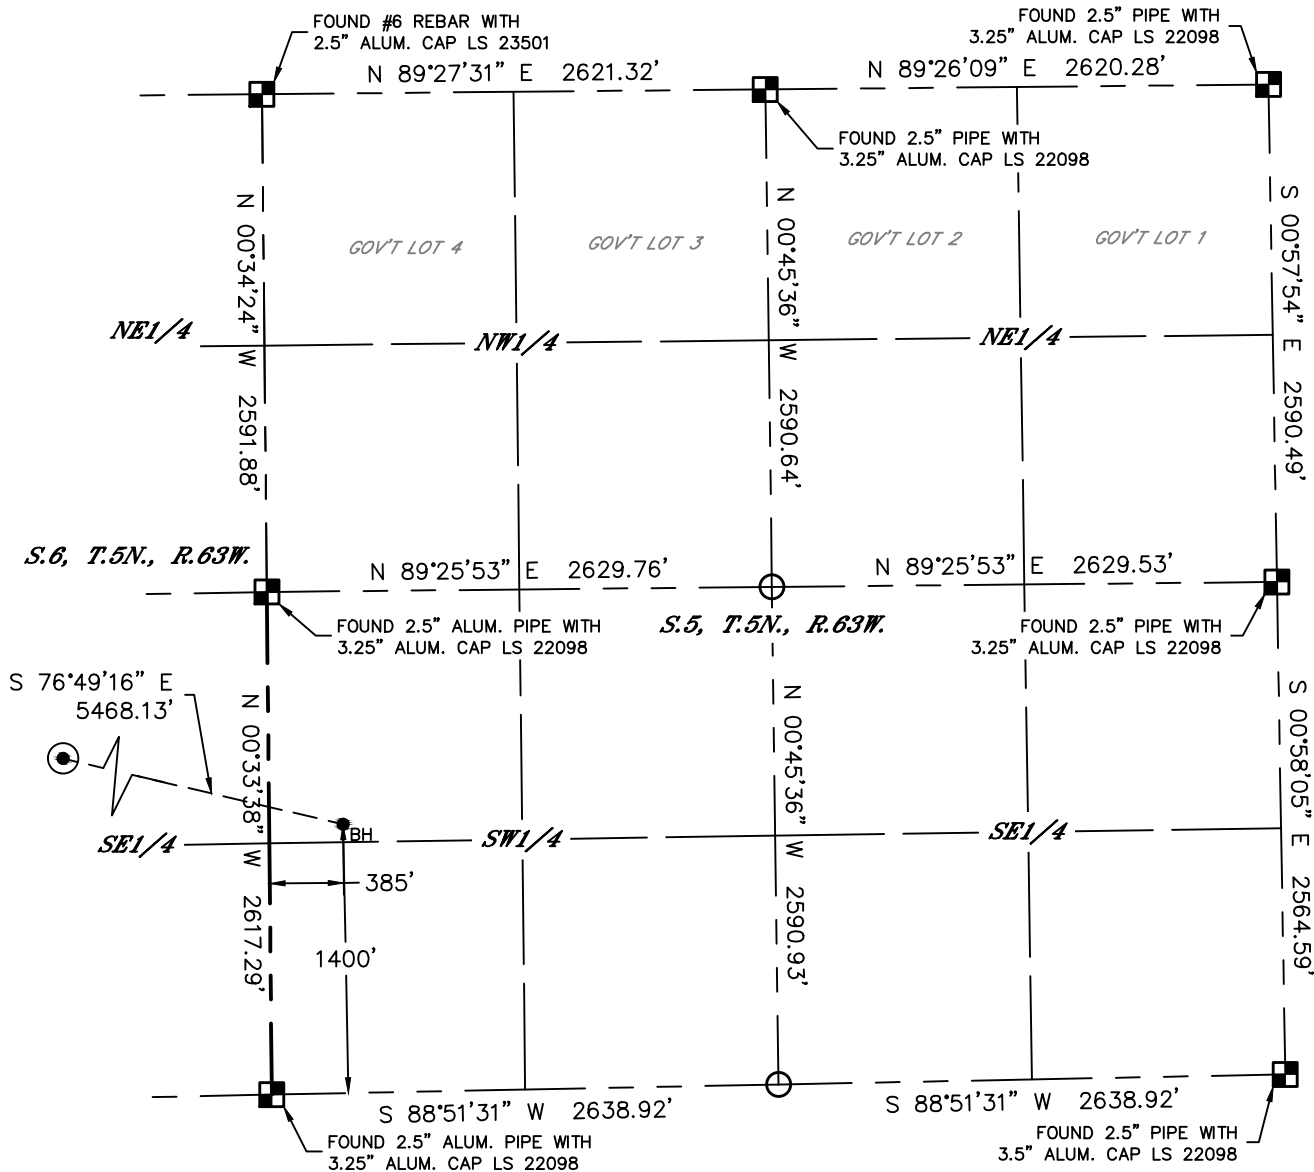 FOUND #6 REBAR WITH
2.5" ALUM. CAP LS 23501
FOUND 2.5" PIPE WITH
3.25" ALUM. CAP LS 22098
N 89°27'31" E 2621.32'
N 89°26'09" E 2620.28'
FOUND 2.5" PIPE WITH
3.25" ALUM. CAP LS 22098
N 00°34'24" W 2591.88'
N 00°45'36" W 2590.64'
S 00°57'54" E 2590.49'
GOV'T LOT 4
GOV'T LOT 3
GOV'T LOT 2
GOV'T LOT 1
NE1/4
NW1/4
NE1/4
S.6, T.5N., R.63W.
N 89°25'53" E 2629.76'
N 89°25'53" E 2629.53'
FOUND 2.5" ALUM. PIPE WITH
3.25" ALUM. CAP LS 22098
S.5, T.5N., R.63W.
FOUND 2.5" PIPE WITH
3.25" ALUM. CAP LS 22098
S 76°49'16" E
5468.13'
N 00°33'38" W 2617.29'
N 00°45'36" W 2590.93'
S 00°58'05" E 2564.59'
BH
SE1/4
SW1/4
SE1/4
385'
1400'
S 88°51'31" W 2638.92'
S 88°51'31" W 2638.92'
FOUND 2.5" ALUM. PIPE WITH
3.25" ALUM. CAP LS 22098
FOUND 2.5" PIPE WITH
3.5" ALUM. CAP LS 22098